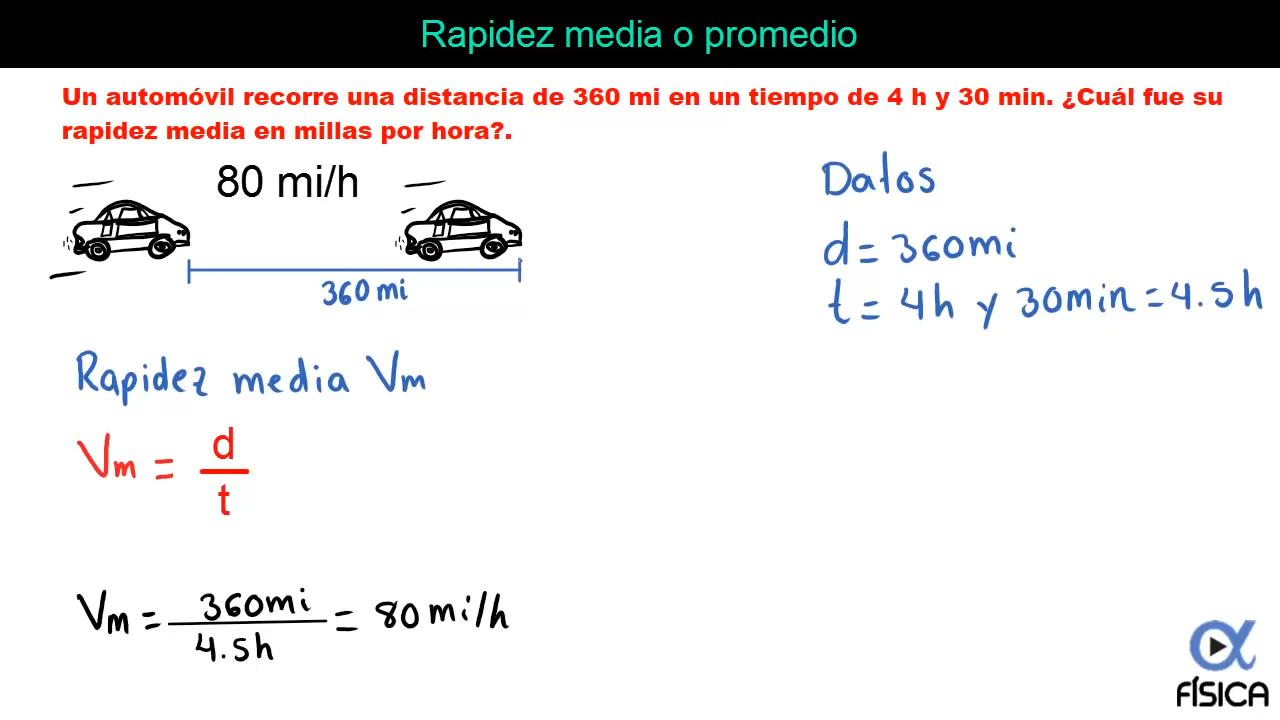 Rapidez media o promedio
Un automóvil recorre una distancia de 360 mi en un tiempo de 4 h y 30 min. ¿Cuál fue su
rapidez media en millas por hora?.
80 mi/h
360 mi
Datos
d = 360mi
t = 4h y 30min = 4.5h
Rapidez media Vm
Vm = d
t
Vm = 360mi = 80 mi/h
4.5h
FÍSICA